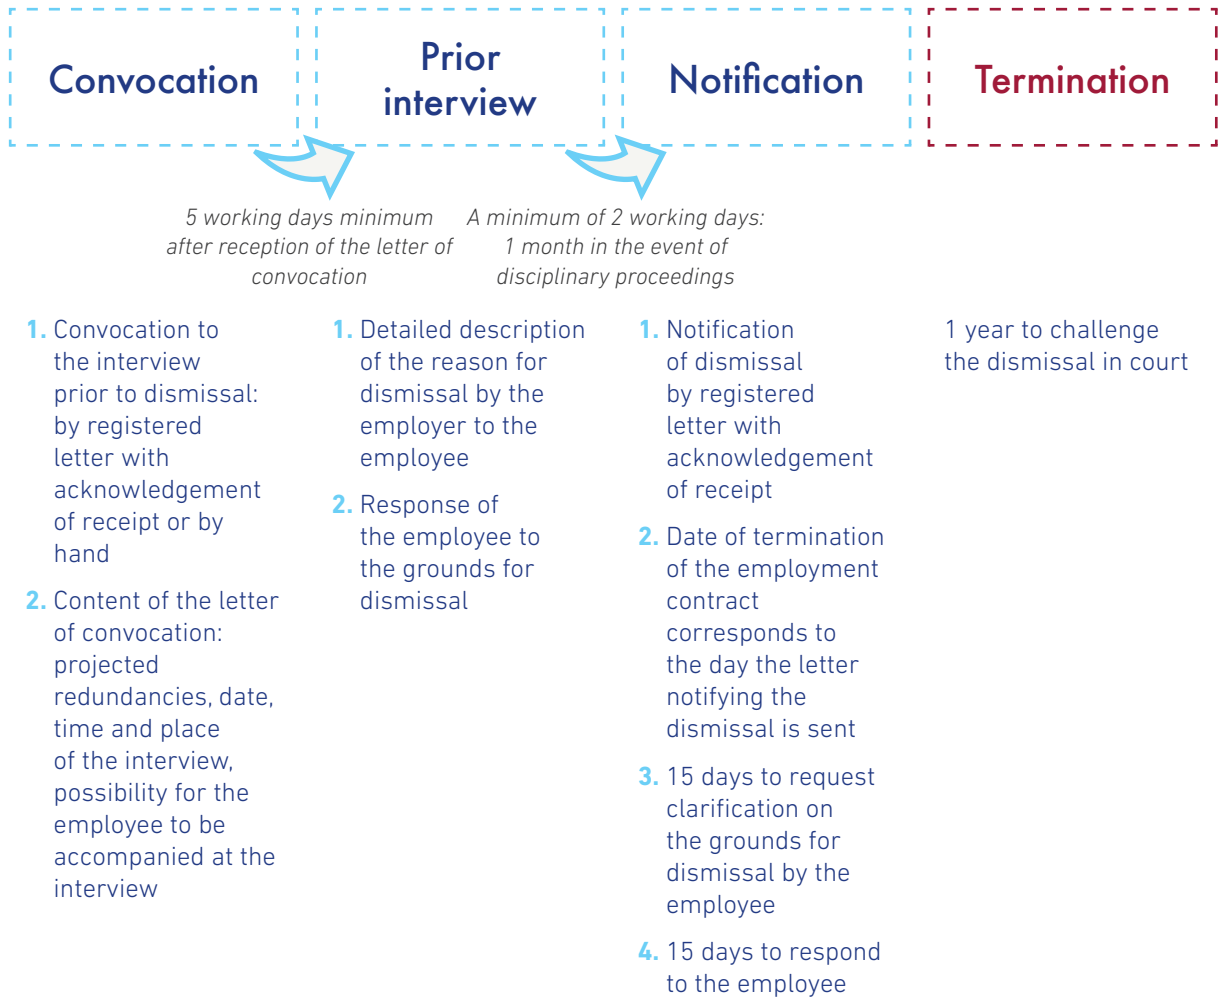 Convocation
Prior
interview
Notification
Termination
5 working days minimum
after reception of the letter of
convocation
A minimum of 2 working days:
1 month in the event of
disciplinary proceedings
1. Convocation to
the interview
prior to dismissal:
by registered
letter with
acknowledgement
of receipt or by
hand
2. Content of the letter
of convocation:
projected
redundancies, date,
time and place
of the interview,
possibility for the
employee to be
accompanied at the
interview
1. Detailed description
of the reason for
dismissal by the
employer to the
employee
2. Response of
the employee to
the grounds for
dismissal
1. Notification
of dismissal
by registered
letter with
acknowledgement
of receipt
2. Date of termination
of the employment
contract
corresponds to
the day the letter
notifying the
dismissal is sent
3. 15 days to request
clarification on
the grounds for
dismissal by the
employee
4. 15 days to respond
to the employee
1 year to challenge
the dismissal in court